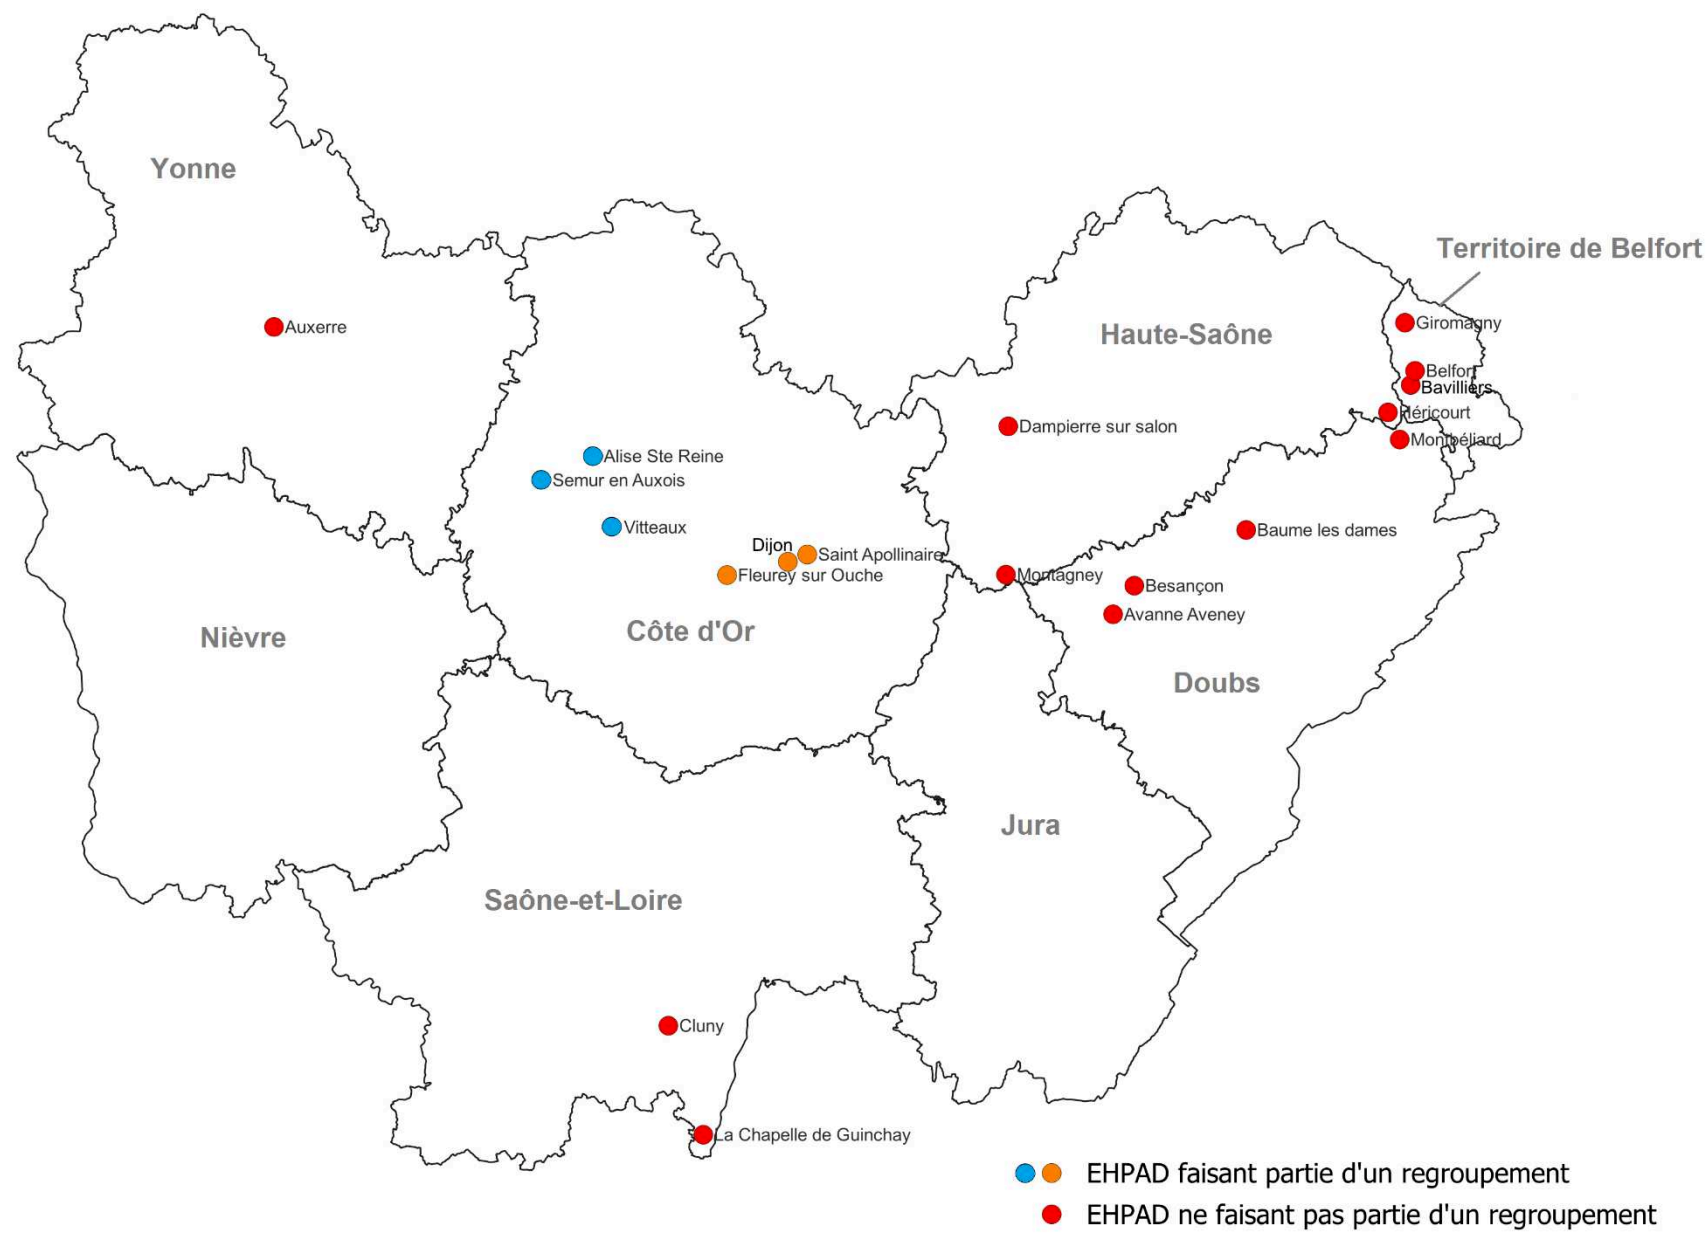 Yonne
Territoire de Belfort
Auxerre
Haute-Saône
Giromagny
Belfort
Bavilliers
Héricourt
Dampierre sur salon
Montbéliard
Alise Ste Reine
Semur en Auxois
Vitteaux
Baume les dames
Dijon
Saint Apollinaire
Fleurey sur Ouche
Montagney
Besançon
Avanne Aveney
Nièvre
Côte d'Or
Doubs
Jura
Saône-et-Loire
Cluny
La Chapelle de Guinchay
EHPAD faisant partie d'un regroupement
EHPAD ne faisant pas partie d'un regroupement